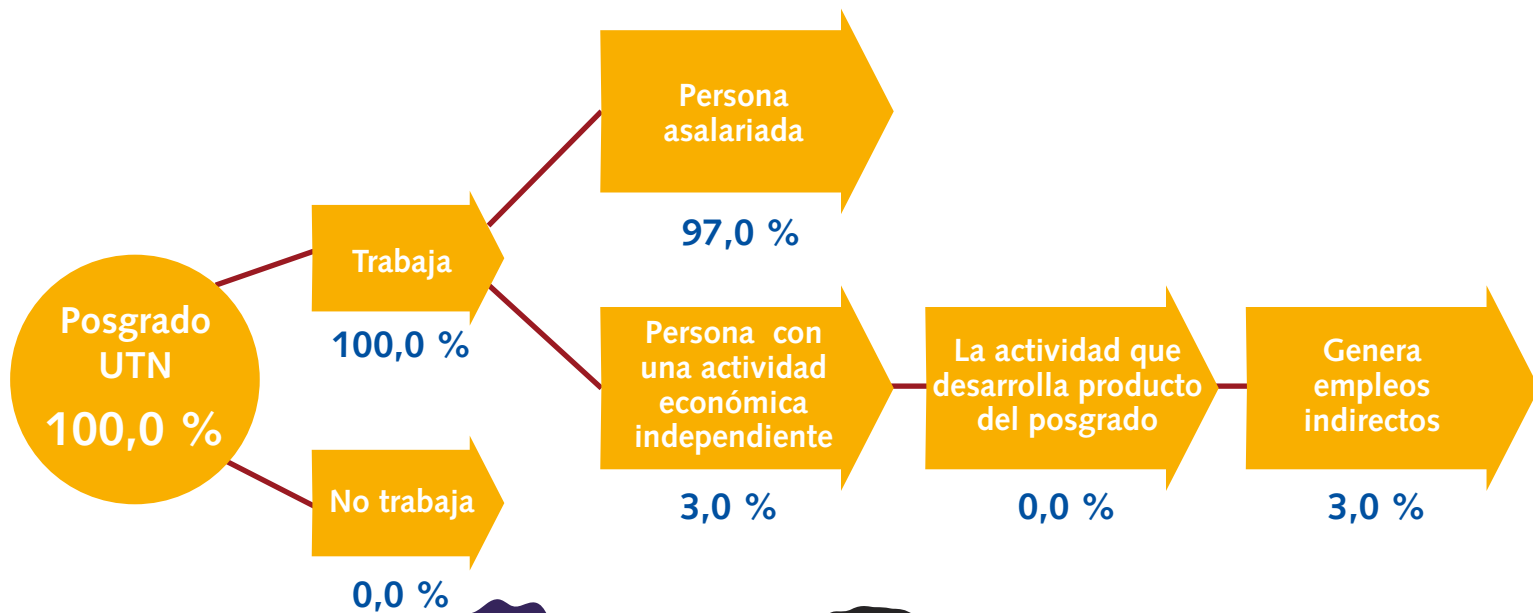 Posgrado
UTN
100,0 %
Trabaja
100,0 %
No trabaja
0,0 %
Persona
asalariada
97,0 %
Persona con
una actividad
económica
independiente
3,0 %
La actividad que
desarrolla producto
del posgrado
0,0 %
Genera
empleos
indirectos
3,0 %